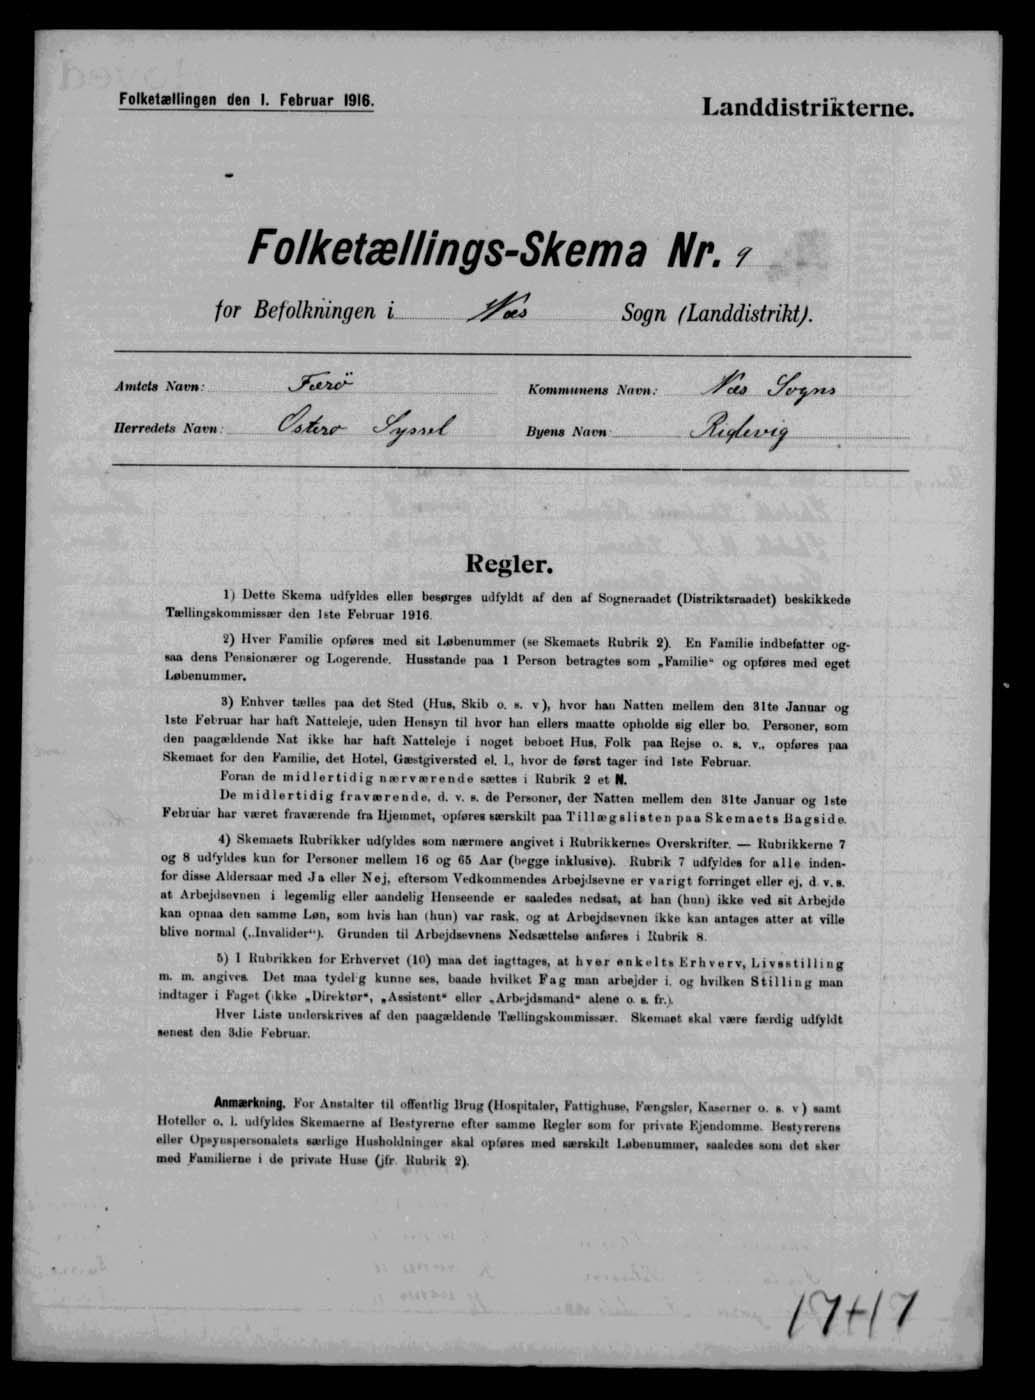 Folketællingen den 1. Februar 1916.
Landdistrikterne.
Folketællings-Skema Nr. 9
for Befolkningen i Næs Sogn (Landdistrikt).
Amtets Navn: Færö
Kommunens Navn: Næs Sogns
Herredets Navn: Östero Syssel
Byens Navn Ridevig
Regler.
1) Dette Skema udfyldes eller besørges udfyldt af den af Sogneraadet (Distriktsraadet) beskikkede
Tællingskommissær den 1ste Februar 1916.
2) Hver Familie opføres med sit Løbenummer (se Skemaets Rubrik 2). En Familie indbefatter og-
saa dens Pensionærer og Logerende. Husstande paa 1 Person betragtes som „Familie“ og opføres med eget
Løbenummer.
3) Enhver tælles paa det Sted (Hus, Skib o. s. v), hvor han Natten mellem den 31te Januar og
1ste Februar har haft Natteleje, uden Hensyn til hvor han ellers maatte opholde sig eller bo. Personer, som
den paagældende Nat ikke har haft Natteleje i noget beboet Hus, Folk paa Rejse o. s. v., opføres paa
Skemaet for den Familie, det Hotel, Gæstgiversted el. l., hvor de først tager ind 1ste Februar.
Foran de midlertidig nærværende sættes i Rubrik 2 et N.
De midlertidig fraværende, d. v. s. de Personer, der Natten mellem den 31te Januar og 1ste
Februar har været fraværende fra Hjemmet, opføres særskilt paa Tillægslisten paa Skemaets Bagside.
4) Skemaets Rubrikker udfyldes som nærmere angivet i Rubrikkernes Overskrifter. — Rubrikkerne 7
og 8 udfyldes kun for Personer mellem 16 og 65 Aar (begge inklusive). Rubrik 7 udfyldes for alle inden-
for disse Aldersaar med Ja eller Nej, eftersom Vedkommendes Arbejdsevne er varigt forringet eller ej, d. v. s.
at Arbejdsevnen i legemlig eller aandelig Henseende er saaledes nedsat, at han (hun) ikke ved sit Arbejde
kan opnaa den samme Løn, som hvis han (hun) var rask, og at Arbejdsevnen ikke kan antages atter at ville
blive normal („Invalider“). Grunden til Arbejdsevnens Nedsættelse anføres i Rubrik 8.
5) I Rubrikken for Erhvervet (10) maa det iagttages, at hver enkelts Erhverv, Livsstilling
m. m. angives. Det maa tydelig kunne ses, baade hvilket Fag man arbejder i, og hvilken Stilling man
indtager i Faget (ikke „Direktør“, „Assistent“ eller „Arbejdsmand“ alene o. s. fr.).
Hver Liste underskrives af den paagældende Tællingskommissær. Skemaet skal være færdig udfyldt
senest den 3die Februar.
Anmærkning. For Anstalter til offentlig Brug (Hospitaler, Fattighuse, Fængsler, Kaserner o. s. v) samt
Hoteller o. l. udfyldes Skemaerne af Bestyrerne efter samme Regler som for private Ejendomme. Bestyrerens
eller Opsynspersonalets særlige Husholdninger skal opføres med særskilt Løbenummer, saaledes som det sker
med Familierne i de private Huse (jfr. Rubrik 2).
17+17